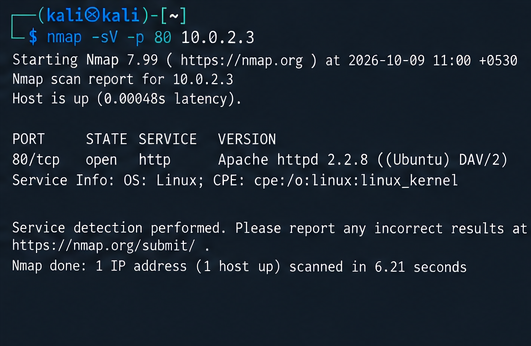 ┌──(kali㉿kali)-[~]
└─$ nmap -sV -p 80 10.0.2.3
Starting Nmap 7.99 ( https://nmap.org ) at 2026-10-09 11:00 +0530
Nmap scan report for 10.0.2.3
Host is up (0.00048s latency).
PORT STATE SERVICE VERSION
80/tcp open http Apache httpd 2.2.8 ((Ubuntu) DAV/2)
Service Info: OS: Linux; CPE: cpe:/o:linux:linux_kernel
Service detection performed. Please report any incorrect results at
https://nmap.org/submit/ .
Nmap done: 1 IP address (1 host up) scanned in 6.21 seconds